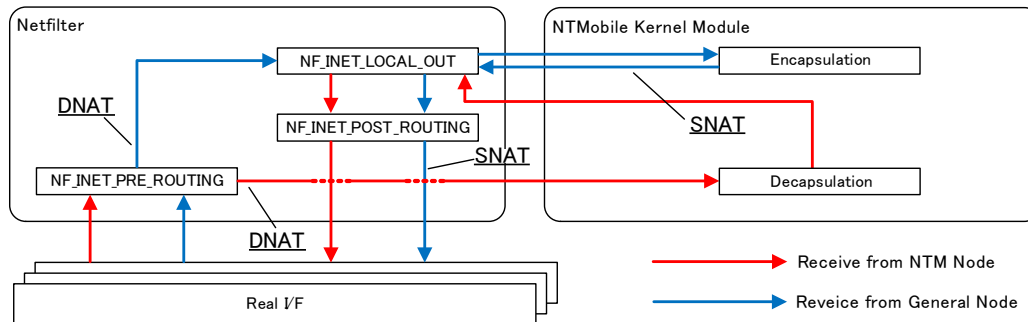 Netfilter
NTMobile Kernel Module
NF_INET_LOCAL_OUT
Encapsulation
DNAT
SNAT
NF_INET_POST_ROUTING
SNAT
NF_INET_PRE_ROUTING
Decapsulation
DNAT
Receive from NTM Node
Real I/F
Reveice from General Node